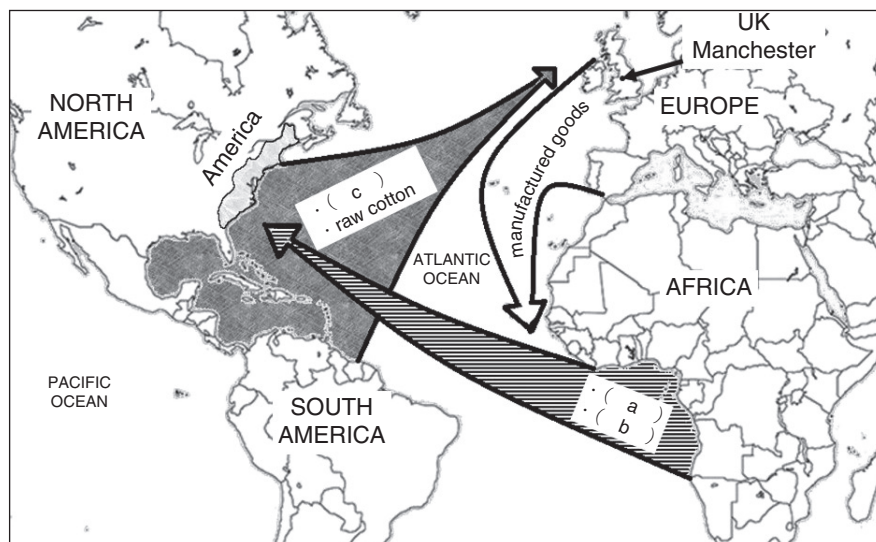 UK
Manchester
NORTH
AMERICA
America
EUROPE
· ( c )
· raw cotton
manufactured goods
ATLANTIC
OCEAN
AFRICA
PACIFIC
OCEAN
SOUTH
AMERICA
· ( a )
· ( b )